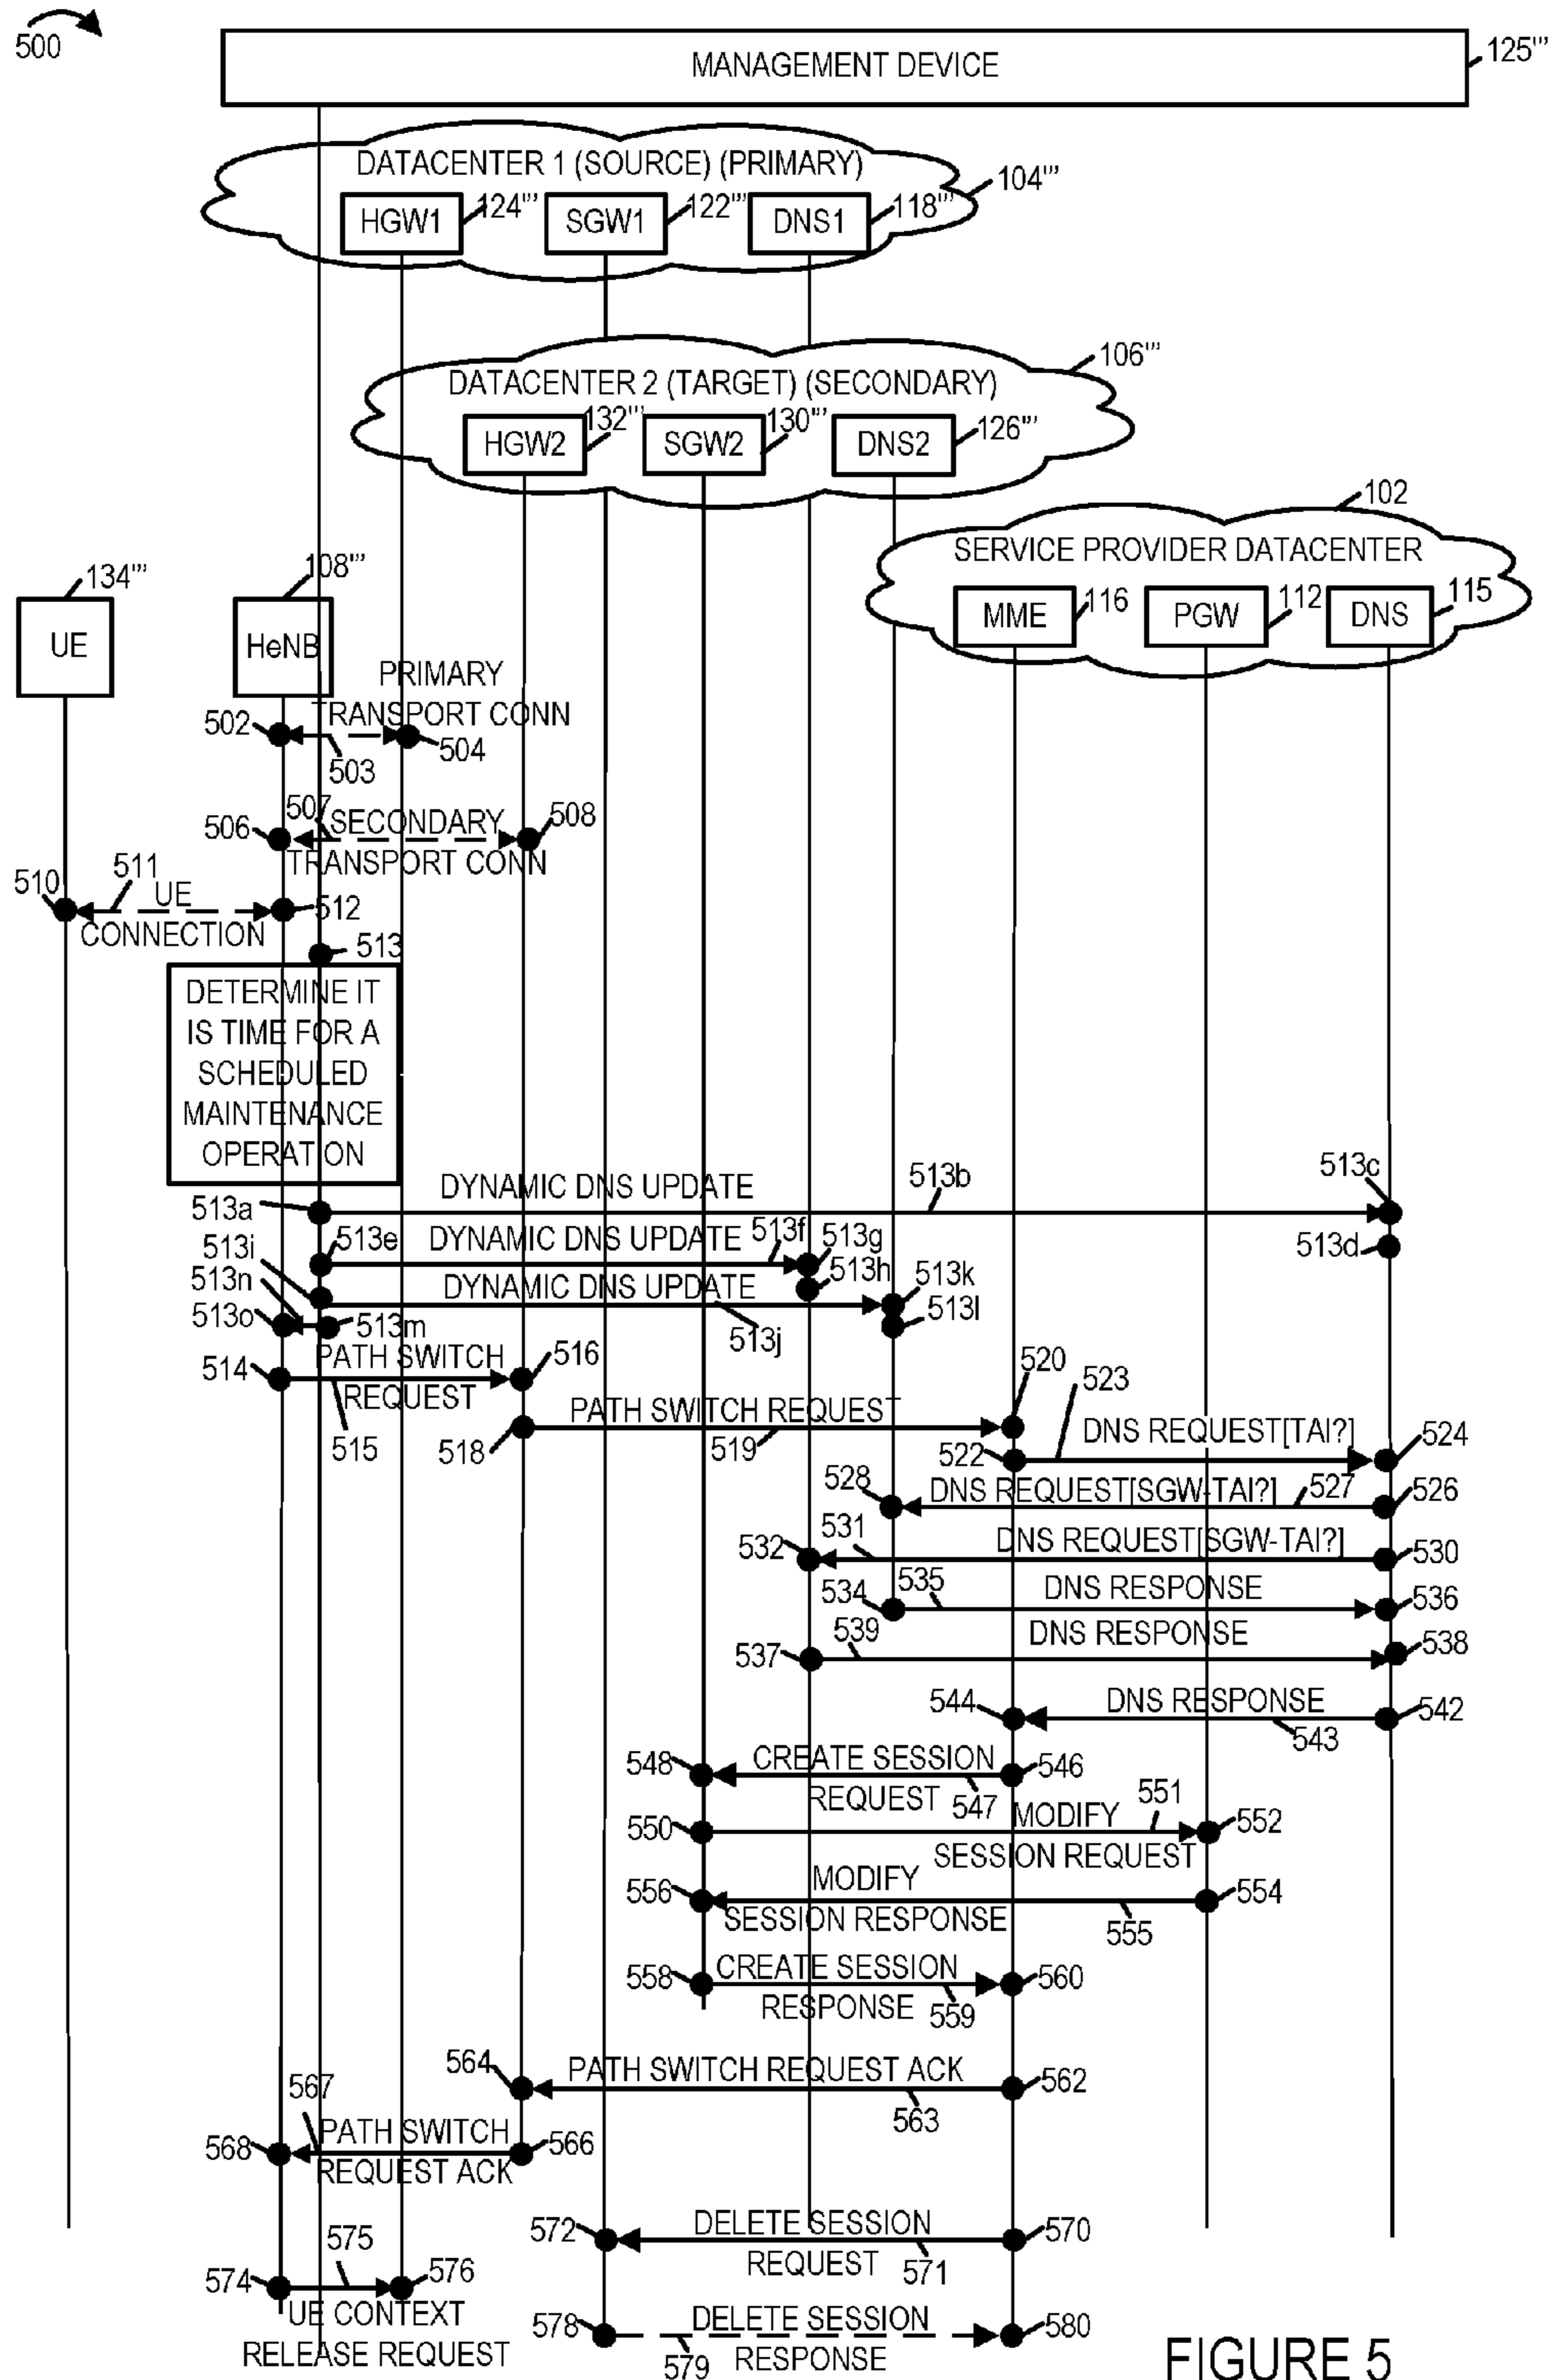 500
MANAGEMENT DEVICE
125'''
DATACENTER 1 (SOURCE) (PRIMARY)
104'''
HGW1
124'''
SGW1
122'''
DNS1
118'''
106'''
DATACENTER 2 (TARGET) (SECONDARY)
HGW2
132'''
SGW2
130'''
DNS2
126'''
102
SERVICE PROVIDER DATACENTER
MME
116
PGW
112
DNS
115
134'''
UE
108'''
HeNB
PRIMARY
TRANSPORT CONN
502
503
504
507
SECONDARY
TRANSPORT CONN
506
508
510
511
UE
CONNECTION
512
513
DETERMINE IT
IS TIME FOR A
SCHEDULED
MAINTENANCE
OPERATION
513a
DYNAMIC DNS UPDATE
513b
513c
513d
513e
DYNAMIC DNS UPDATE
513f
513g
513h
513i
DYNAMIC DNS UPDATE
513j
513k
513l
513n
513o
513m
514
PATH SWITCH
REQUEST
515
516
518
PATH SWITCH REQUEST
519
520
522
523
DNS REQUEST[TAI?]
524
528
DNS REQUEST[SGW-TAI?]
527
526
532
531
DNS REQUEST[SGW-TAI?]
530
534
535
DNS RESPONSE
536
537
539
DNS RESPONSE
538
544
DNS RESPONSE
543
542
548
CREATE SESSION
REQUEST
547
546
550
MODIFY
SESSION REQUEST
551
552
556
MODIFY
SESSION RESPONSE
555
554
558
CREATE SESSION
RESPONSE
559
560
564
PATH SWITCH REQUEST ACK
563
562
568
567
PATH SWITCH
REQUEST ACK
566
572
DELETE SESSION
REQUEST
571
570
574
575
576
UE CONTEXT
RELEASE REQUEST
578
DELETE SESSION
RESPONSE
579
580
FIGURE 5